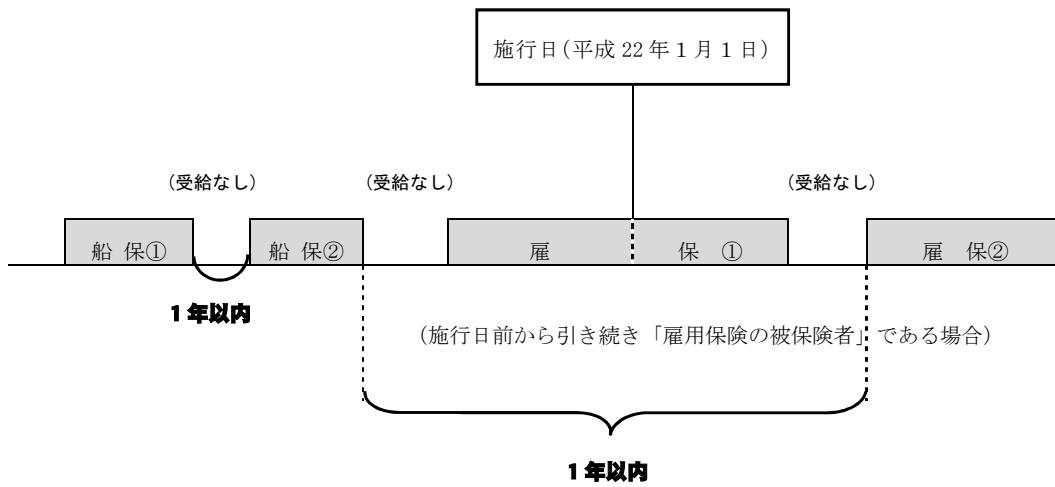 施行日(平成 22 年 1 月 1 日)
(受給なし) (受給なし) (受給なし)
船 保① 船 保② 雇 保 ① 雇 保②
1 年以内
(施行日前から引き続き「雇用保険の被保険者」である場合)
1 年以内